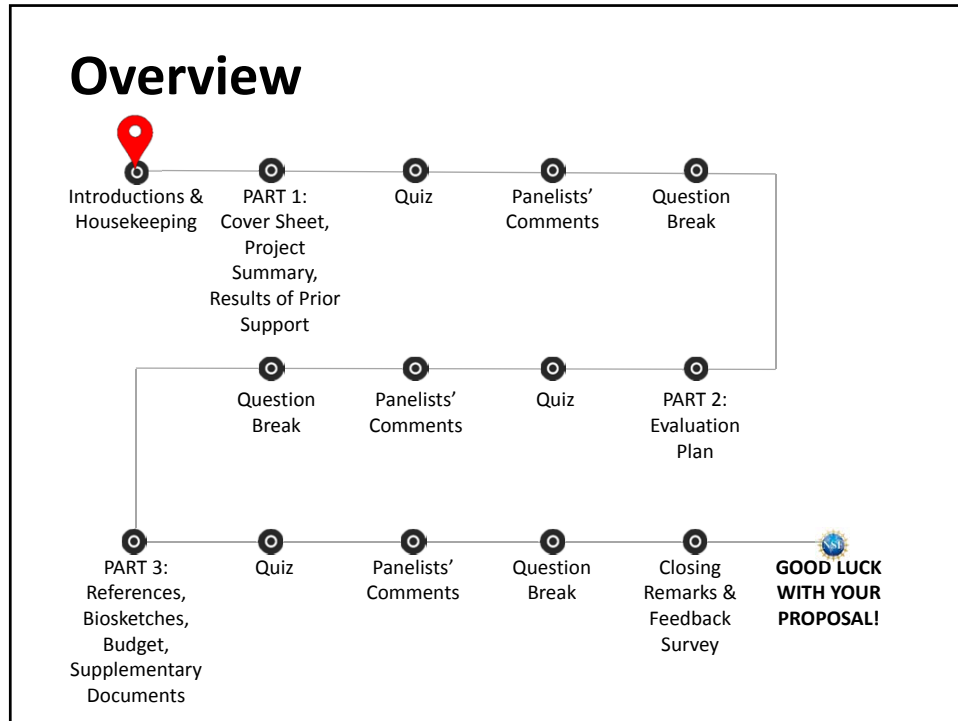 Overview
Introductions &
Housekeeping
PART 1:
Cover Sheet,
Project
Summary,
Results of Prior
Support
Quiz
Panelists'
Comments
Question
Break
PART 2:
Evaluation
Plan
Quiz
Panelists'
Comments
Question
Break
PART 3:
References,
Biosketches,
Budget,
Supplementary
Documents
Quiz
Panelists'
Comments
Question
Break
Closing
Remarks &
Feedback
Survey
NSF
GOOD LUCK
WITH YOUR
PROPOSAL!